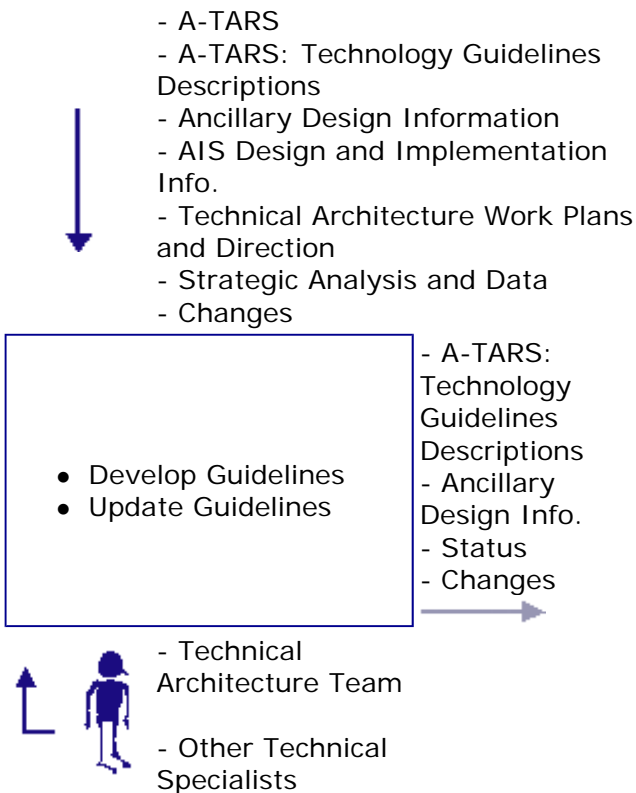 - A-TARS
- A-TARS: Technology Guidelines
Descriptions
- Ancillary Design Information
- AIS Design and Implementation
Info.
- Technical Architecture Work Plans
and Direction
- Strategic Analysis and Data
- Changes
• Develop Guidelines
• Update Guidelines
- A-TARS:
Technology
Guidelines
Descriptions
- Ancillary
Design Info.
- Status
- Changes
- Technical
Architecture Team
- Other Technical
Specialists